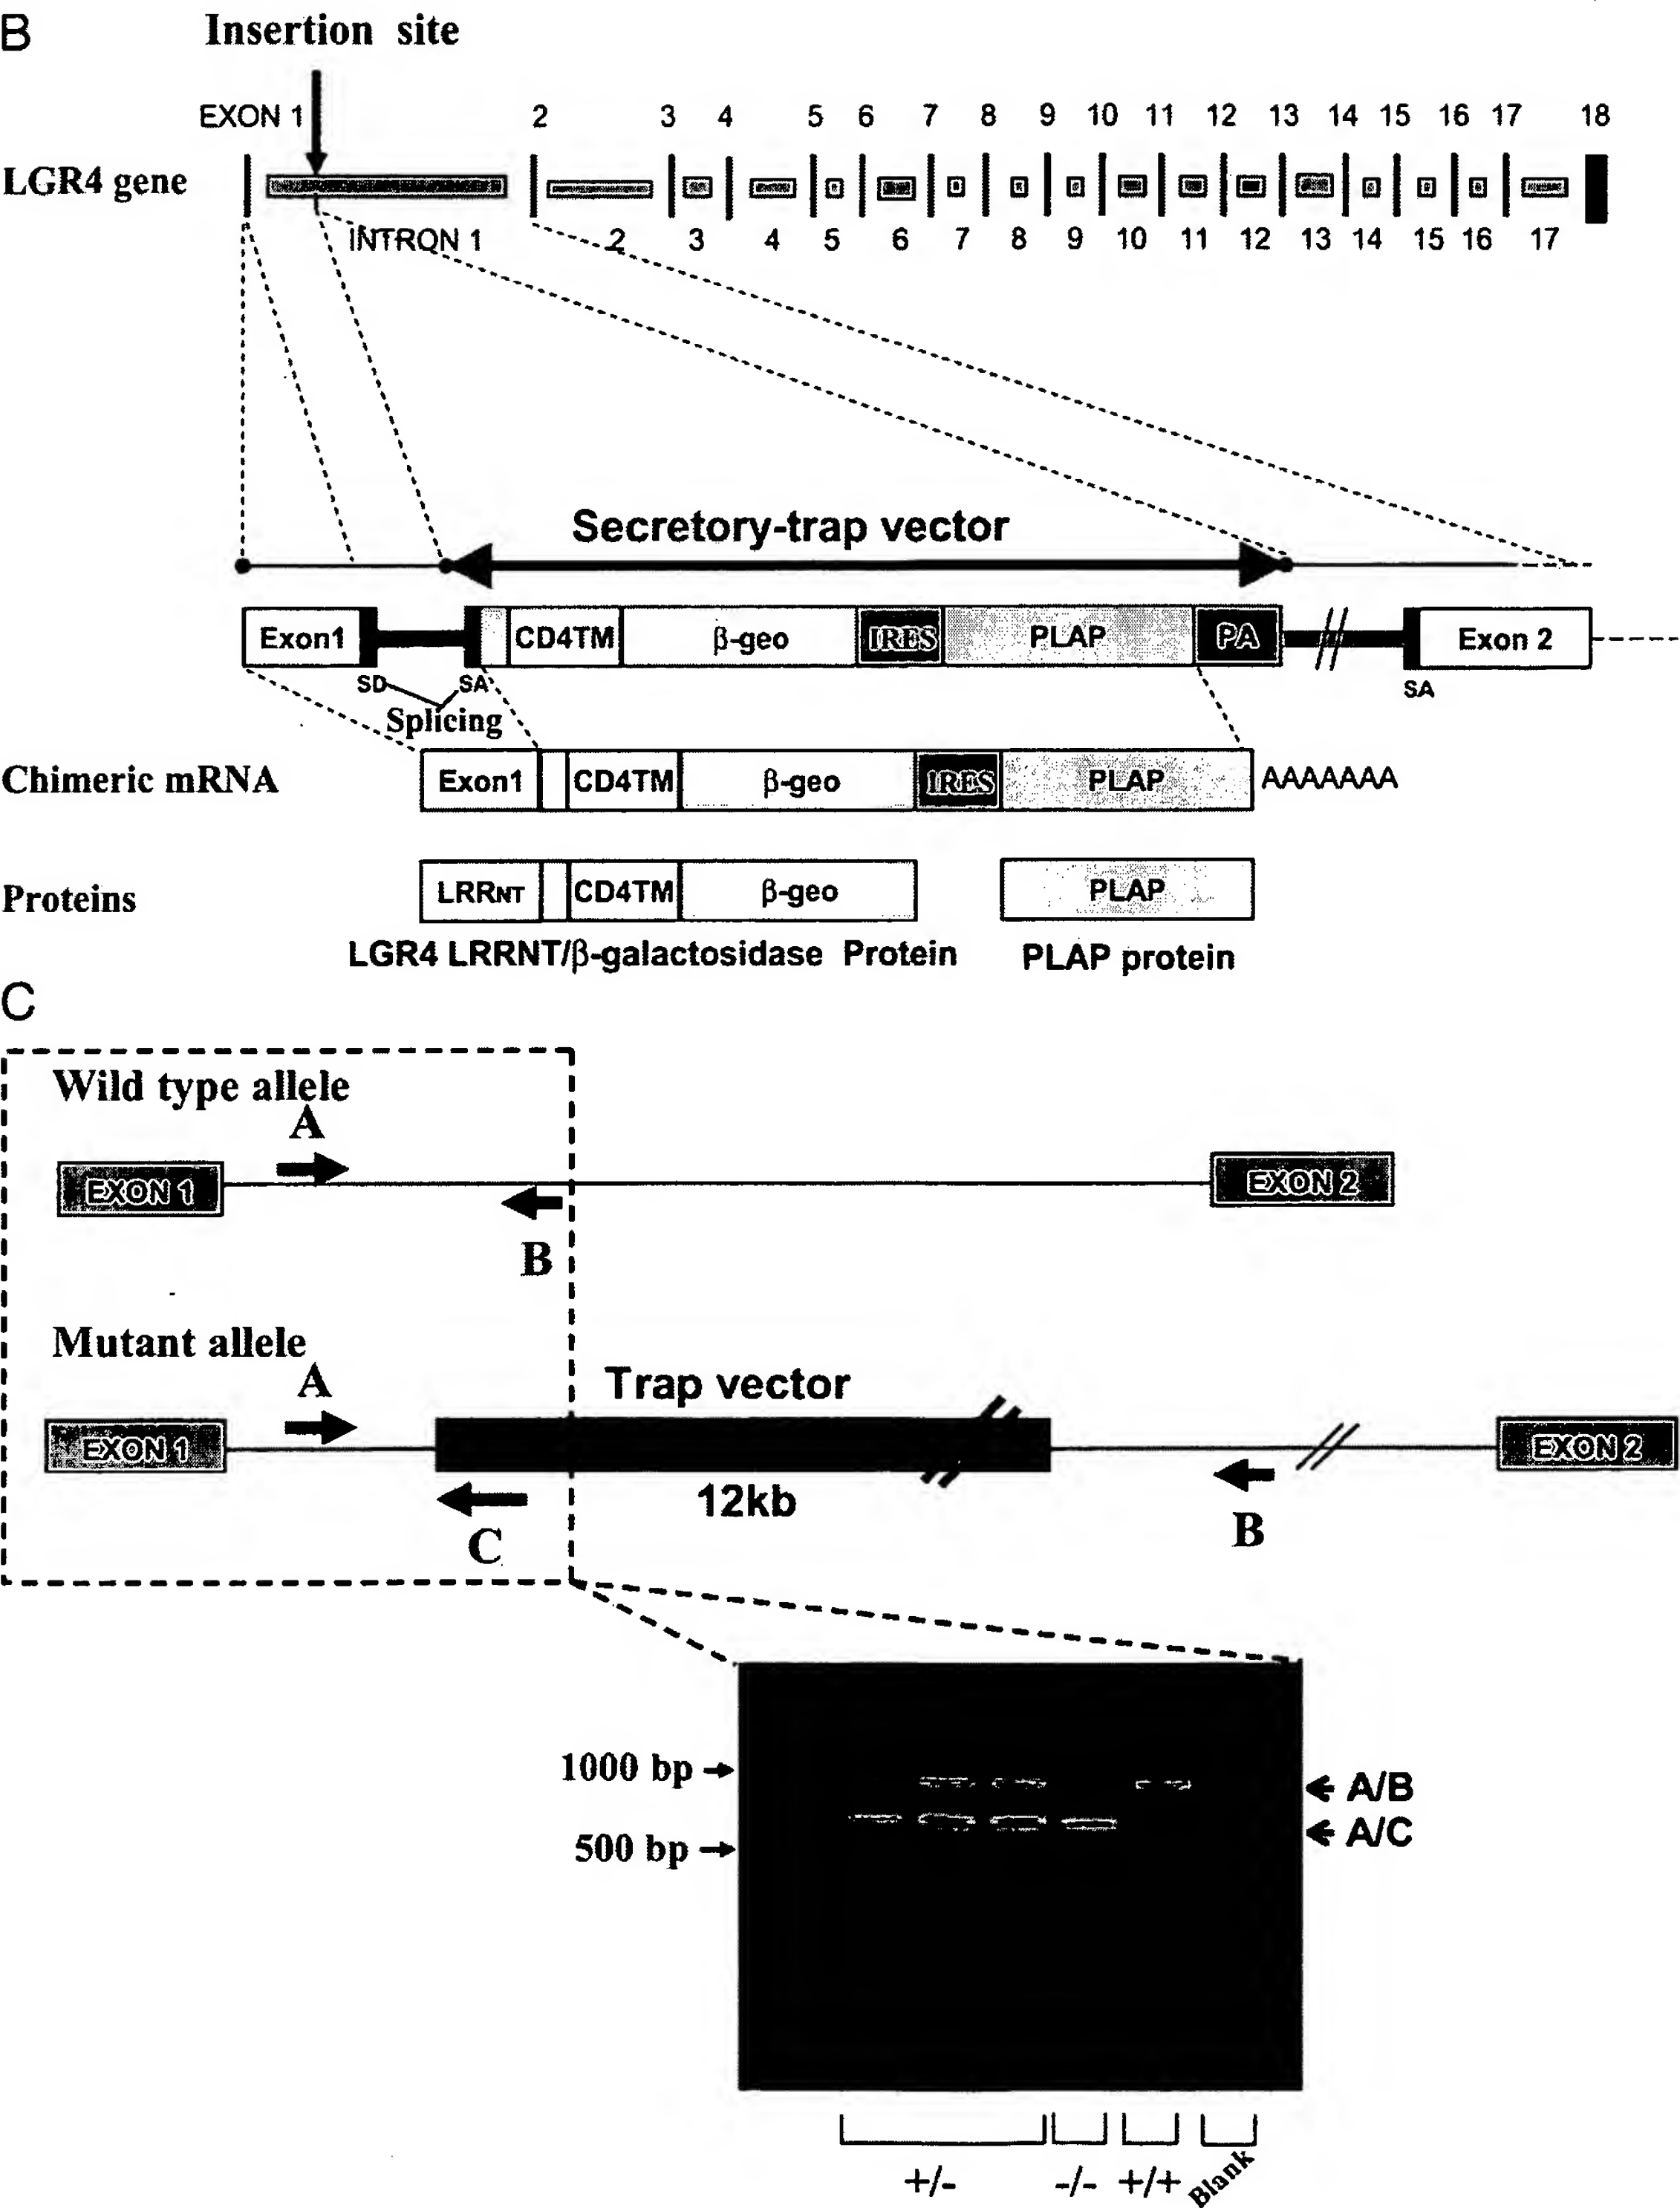 B
Insertion site
EXON 1 2 3 4 5 6 7 8 9 10 11 12 13 14 15 16 17 18
LGR4 gene
INTRON 1 2 3 4 5 6 7 8 9 10 11 12 13 14 15 16 17
Secretory-trap vector
Exon1 CD4TM β-geo IRES PLAP PA Exon 2
SD SA SA
Splicing
Chimeric mRNA Exon1 CD4TM β-geo IRES PLAP AAAAAAA
Proteins LRRNT CD4TM β-geo PLAP
LGR4 LRRNT/β-galactosidase Protein PLAP protein
C
Wild type allele
A
EXON 1 EXON 2
B
Mutant allele
A Trap vector
EXON 1 EXON 2
12kb
C B
1000 bp A/B
A/C
500 bp
+/- -/- +/+ Blank